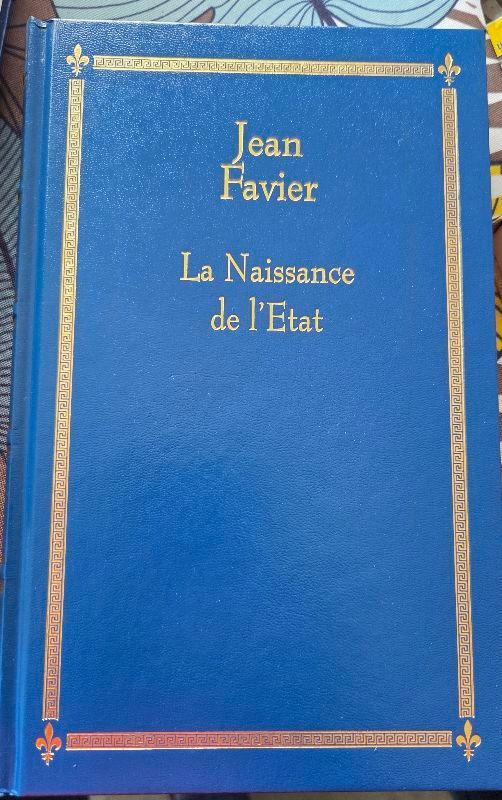 Jean
Favier
La Naissance
de l'Etat